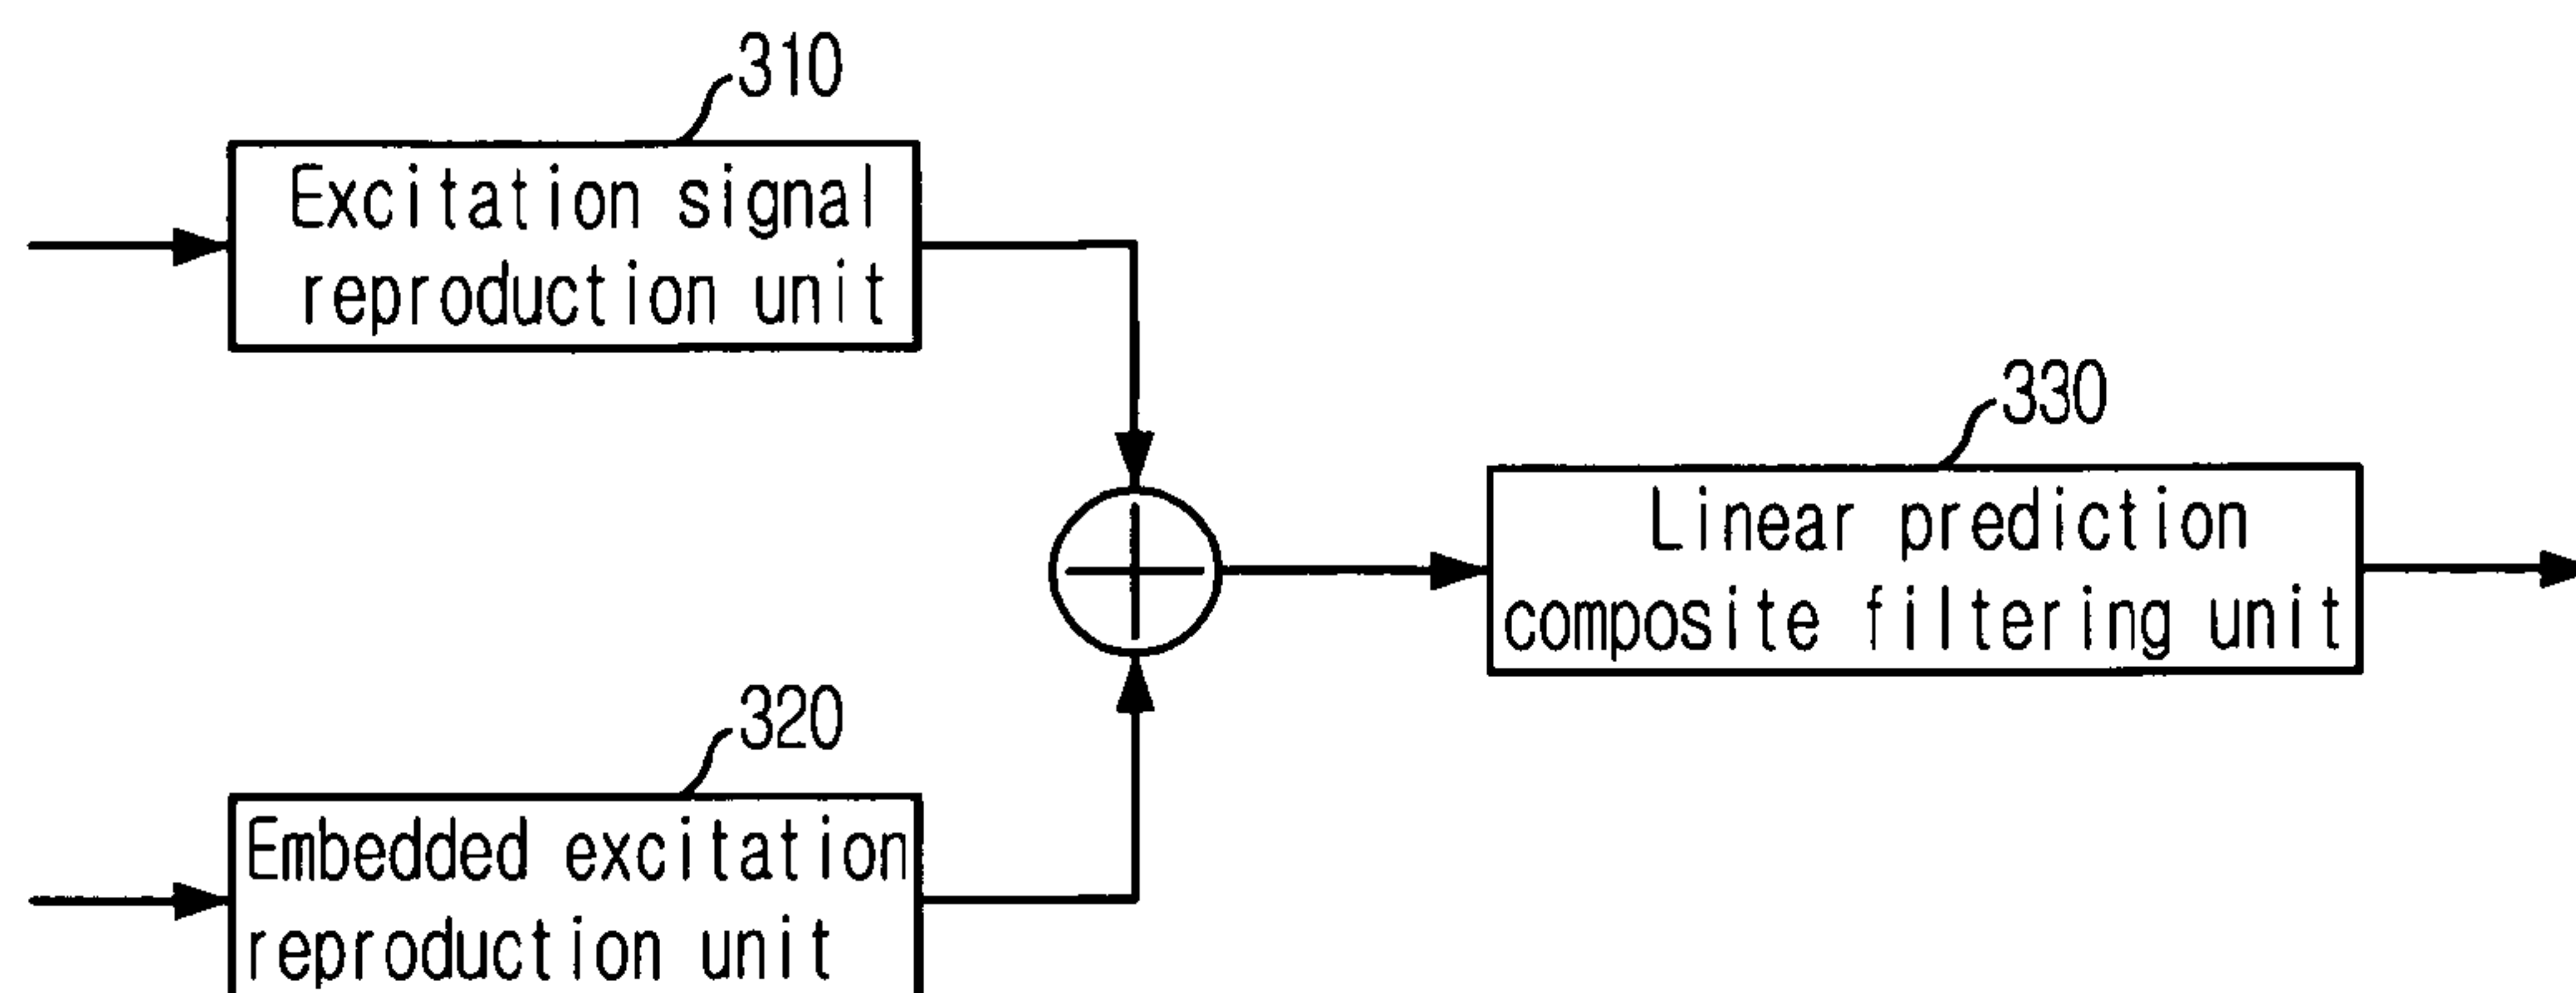 310
Excitation signal
reproduction unit
330
Linear prediction
composite filtering unit
320
Embedded excitation
reproduction unit